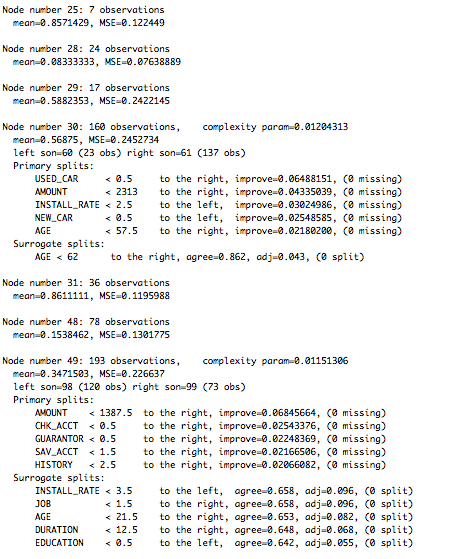 Node number 25: 7 observations
mean=0.8571429, MSE=0.122449
Node number 28: 24 observations
mean=0.08333333, MSE=0.07638889
Node number 29: 17 observations
mean=0.5882353, MSE=0.2422145
Node number 30: 160 observations,    complexity param=0.01204313
mean=0.56875, MSE=0.2452734
left son=60 (23 obs) right son=61 (137 obs)
Primary splits:
USED_CAR     < 0.5    to the right, improve=0.06488151, (0 missing)
AMOUNT       < 2313   to the right, improve=0.04335039, (0 missing)
INSTALL_RATE < 2.5    to the left,  improve=0.03024986, (0 missing)
NEW_CAR      < 0.5    to the left,  improve=0.02548585, (0 missing)
AGE          < 57.5   to the right, improve=0.02180200, (0 missing)
Surrogate splits:
AGE < 62     to the right, agree=0.862, adj=0.043, (0 split)
Node number 31: 36 observations
mean=0.8611111, MSE=0.1195988
Node number 48: 78 observations
mean=0.1538462, MSE=0.1301775
Node number 49: 193 observations,    complexity param=0.01151306
mean=0.3471503, MSE=0.226637
left son=98 (120 obs) right son=99 (73 obs)
Primary splits:
AMOUNT    < 1387.5 to the right, improve=0.06845664, (0 missing)
CHK_ACCT  < 0.5    to the left,  improve=0.02543376, (0 missing)
GUARANTOR < 0.5    to the left,  improve=0.02248369, (0 missing)
SAV_ACCT  < 1.5    to the left,  improve=0.02166506, (0 missing)
HISTORY   < 2.5    to the right, improve=0.02066082, (0 missing)
Surrogate splits:
INSTALL_RATE < 3.5    to the left,  agree=0.658, adj=0.096, (0 split)
JOB          < 1.5    to the right, agree=0.658, adj=0.096, (0 split)
AGE          < 21.5   to the right, agree=0.653, adj=0.082, (0 split)
DURATION     < 12.5   to the right, agree=0.648, adj=0.068, (0 split)
EDUCATION    < 0.5    to the left,  agree=0.642, adj=0.055, (0 split)